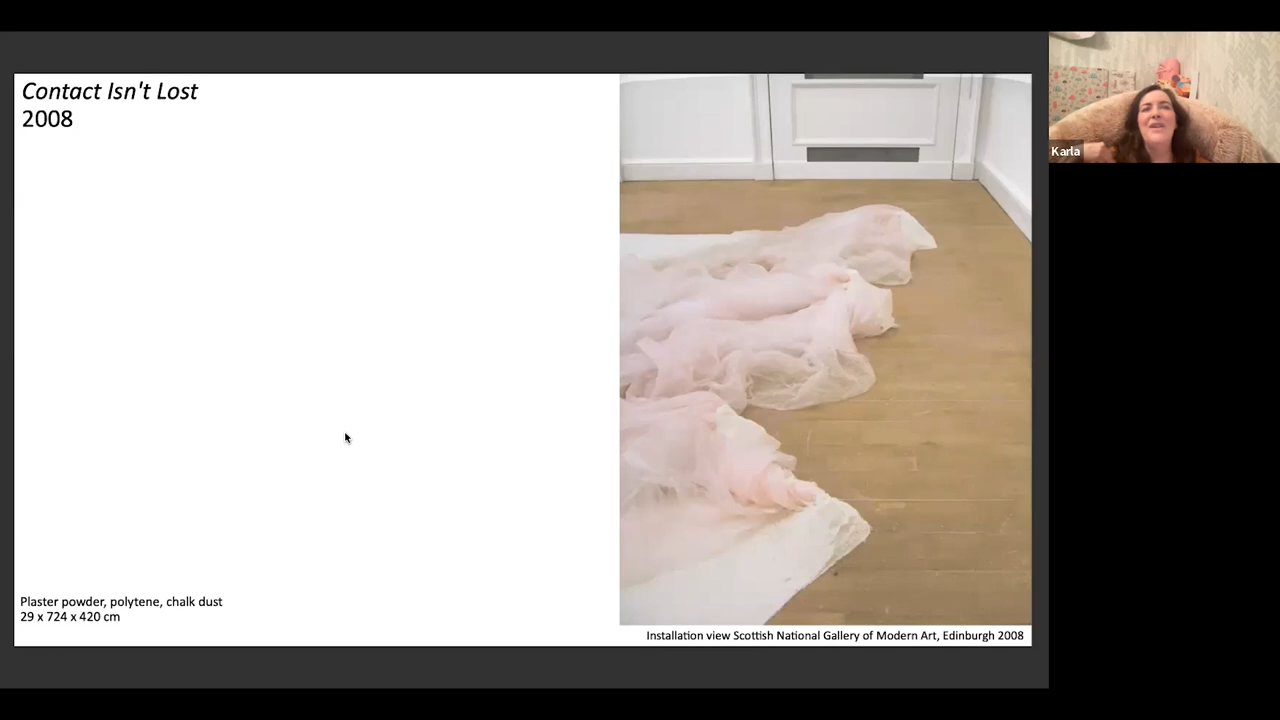 Contact Isn't Lost
2008
Karla
Plaster powder, polytene, chalk dust
29 x 724 x 420 cm
Installation view Scottish National Gallery of Modern Art, Edinburgh 2008